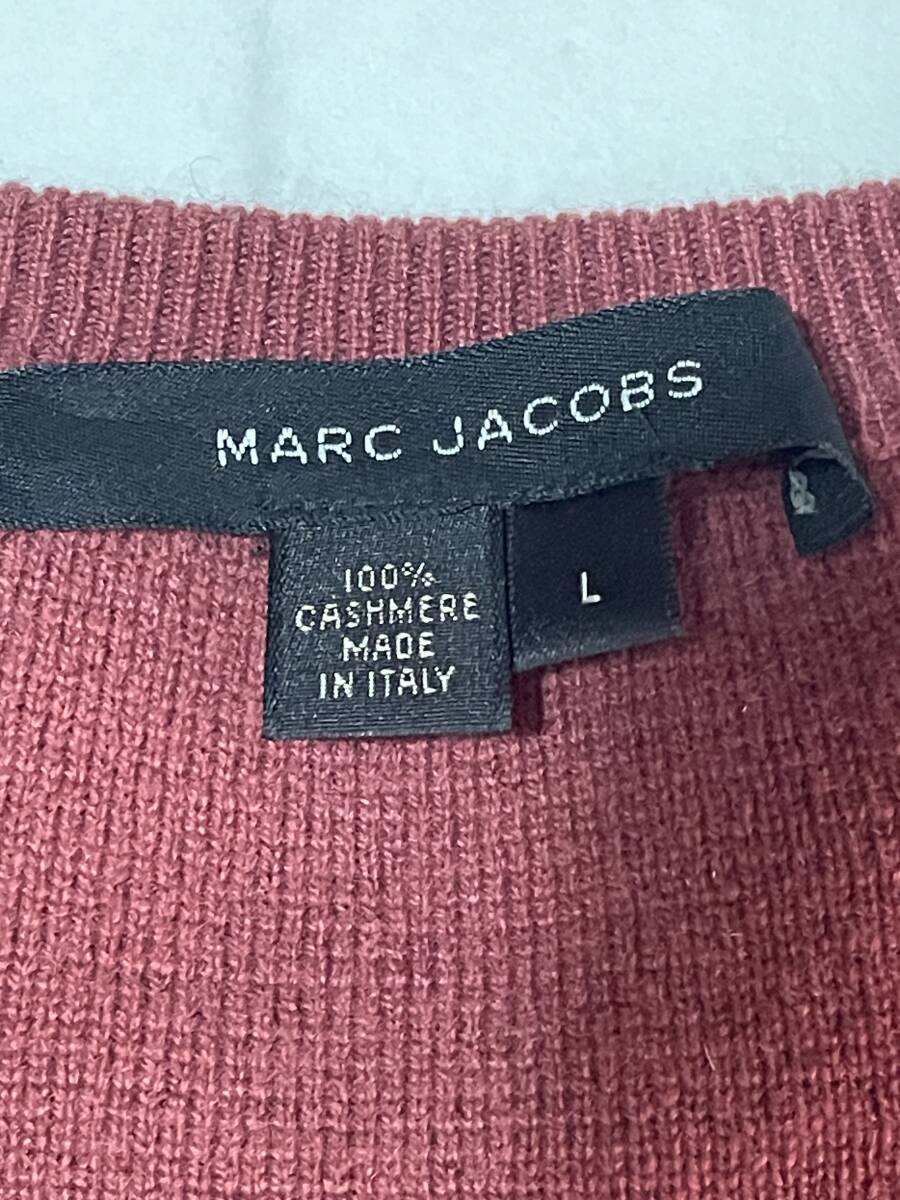 MARC JACOBS
100%
CASHMERE
MADE
IN ITALY
L